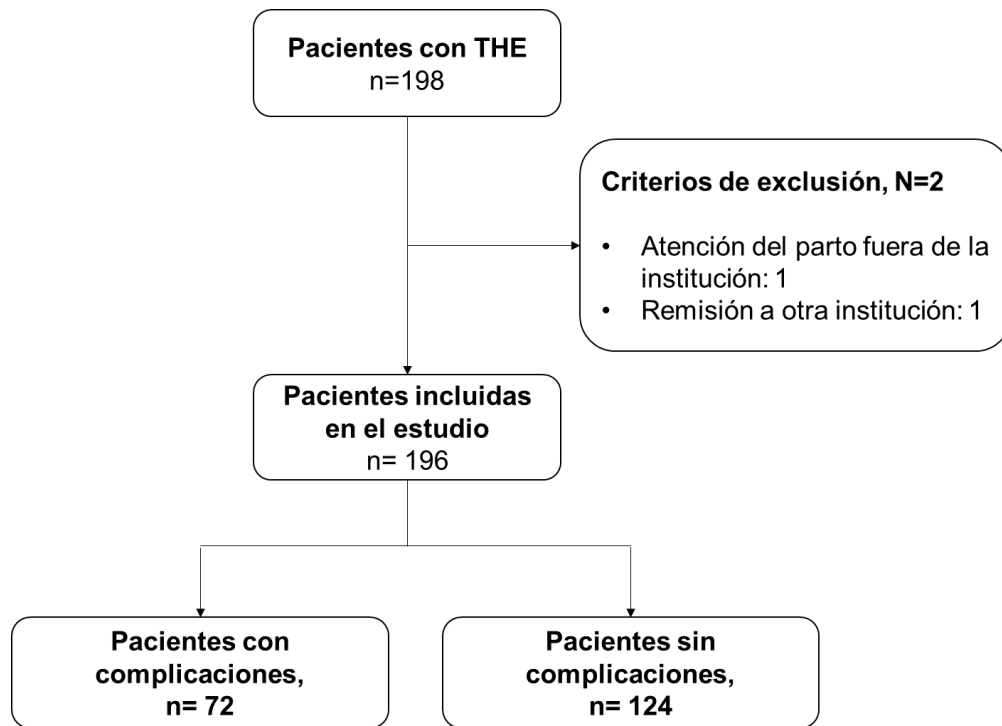 Pacientes con THE
n=198
Criterios de exclusión, N=2
• Atención del parto fuera de la
institución: 1
• Remisión a otra institución: 1
Pacientes incluidas
en el estudio
n= 196
Pacientes con
complicaciones,
n= 72
Pacientes sin
complicaciones,
n= 124